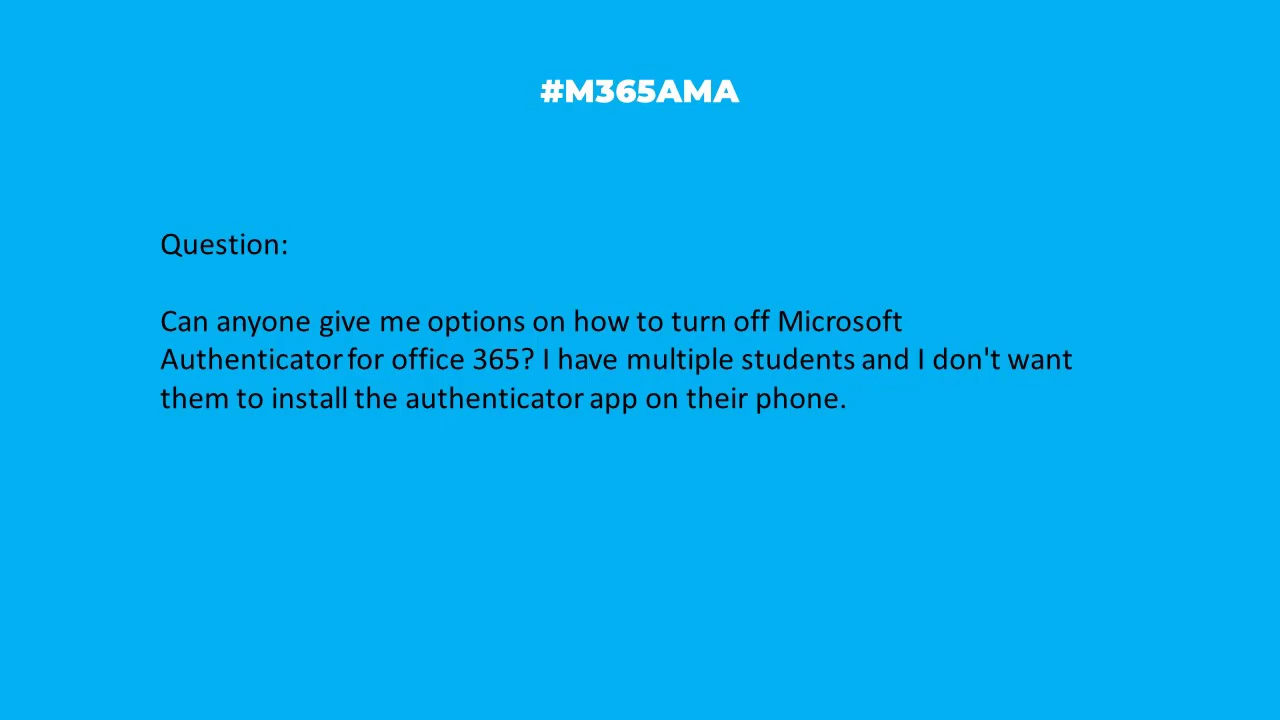 #M365AMA
Question:
Can anyone give me options on how to turn off Microsoft
Authenticator for office 365? I have multiple students and I don't want
them to install the authenticator app on their phone.